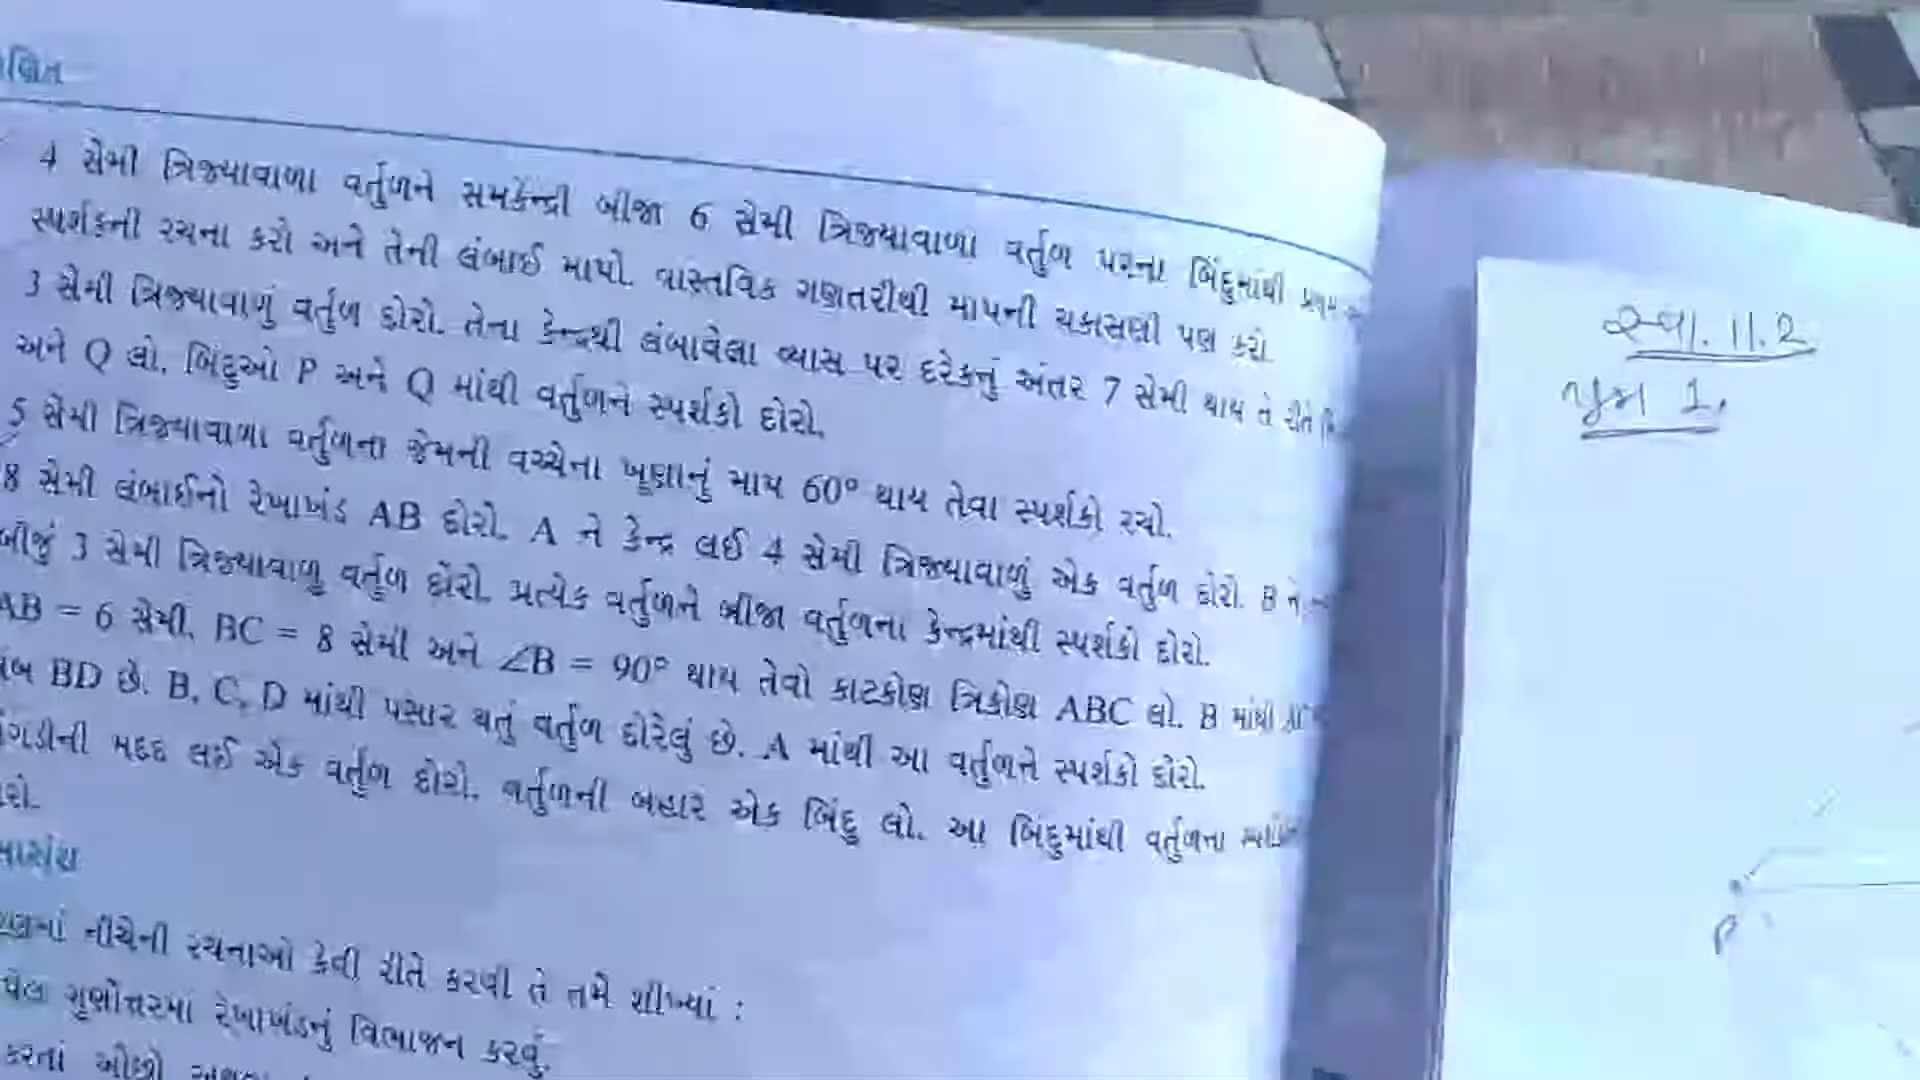 4 સેમી ત્રિજ્યાવાળા વર્તુળને સમકેન્દ્રી બીજા 6 સેમી ત્રિજ્યાવાળા વર્તુળ પરના બિંદુમાંથી પ્રથમ
સ્પર્શકની રચના કરો અને તેની લંબાઈ માપો. વાસ્તવિક ગણતરીથી માપની ચકાસણી પણ કરો.
3 સેમી ત્રિજ્યાવાળું વર્તુળ દોરો. તેના કેન્દ્રથી લંબાવેલા વ્યાસ પર દરેકનું અંતર 7 સેમી થાય તે રીતે
અને Q લો. બિંદુઓ P અને Q માંથી વર્તુળને સ્પર્શકો દોરો.
5 સેમી ત્રિજ્યાવાળા વર્તુળના જેમની વચ્ચેના ખૂણાનું માપ 60° થાય તેવા સ્પર્શકો રચો.
8 સેમી લંબાઈનો રેખાખંડ AB દોરો. A ને કેન્દ્ર લઈ 4 સેમી ત્રિજ્યાવાળું એક વર્તુળ દોરો. B ને
બીજું 3 સેમી ત્રિજ્યાવાળું વર્તુળ દોરો. પ્રત્યેક વર્તુળને બીજા વર્તુળના કેન્દ્રમાંથી સ્પર્શકો દોરો.
AB = 6 સેમી, BC = 8 સેમી અને ∠B = 90° થાય તેવો કાટકોણ ત્રિકોણ ABC લો. B માંથી
BD છે. B, C, D માંથી પસાર થતું વર્તુળ દોરેલું છે. A માંથી આ વર્તુળને સ્પર્શકો દોરો.
મદદ લઈ એક વર્તુળ દોરો. વર્તુળની બહાર એક બિંદુ લો. આ બિંદુમાંથી વર્તુળના
સારાંશ
નીચેની રચનાઓ કેવી રીતે કરવી તે તમે શીખ્યાં :
ગુણોત્તરમાં રેખાખંડનું વિભાજન કરવું.
કરતાં ઓછો
સ્વા. 11.2
1.
P